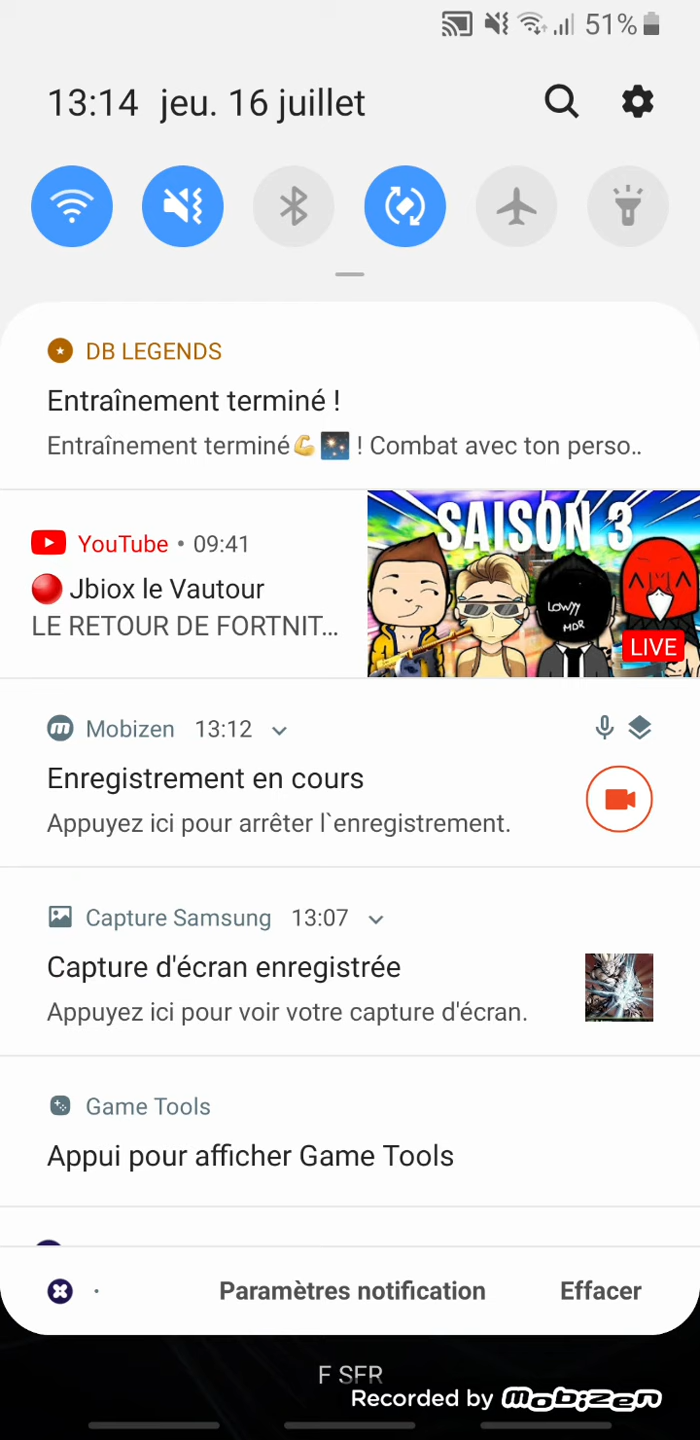 51%
13:14 jeu. 16 juillet
DB LEGENDS
Entraînement terminé !
Entraînement terminé💪🎇 ! Combat avec ton perso..
SAISON 3
YouTube • 09:41
🔴 Jbiox le Vautour
LE RETOUR DE FORTNIT...
LOWYY
MDR
LIVE
Mobizen 13:12
Enregistrement en cours
Appuyez ici pour arrêter l`enregistrement.
Capture Samsung 13:07
Capture d'écran enregistrée
Appuyez ici pour voir votre capture d'écran.
Game Tools
Appui pour afficher Game Tools
Paramètres notification Effacer
F SFR
Recorded by mobizen